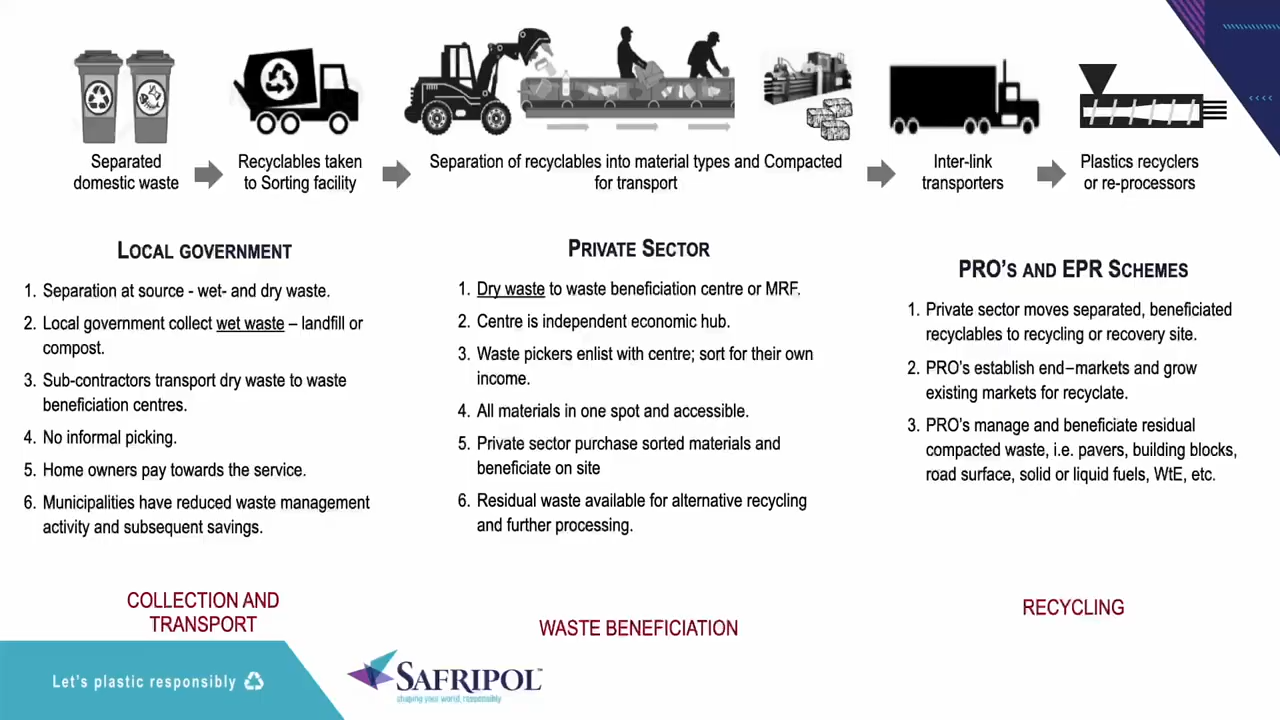 Separated
domestic waste
Recyclables taken
to Sorting facility
Separation of recyclables into material types and Compacted
for transport
Inter-link
transporters
Plastics recyclers
or re-processors
LOCAL GOVERNMENT
1. Separation at source - wet- and dry waste.
2. Local government collect wet waste – landfill or
compost.
3. Sub-contractors transport dry waste to waste
beneficiation centres.
4. No informal picking.
5. Home owners pay towards the service.
6. Municipalities have reduced waste management
activity and subsequent savings.
COLLECTION AND
TRANSPORT
PRIVATE SECTOR
1. Dry waste to waste beneficiation centre or MRF.
2. Centre is independent economic hub.
3. Waste pickers enlist with centre; sort for their own
income.
4. All materials in one spot and accessible.
5. Private sector purchase sorted materials and
beneficiate on site
6. Residual waste available for alternative recycling
and further processing.
WASTE BENEFICIATION
PRO'S AND EPR SCHEMES
1. Private sector moves separated, beneficiated
recyclables to recycling or recovery site.
2. PRO's establish end–markets and grow
existing markets for recyclate.
3. PRO's manage and beneficiate residual
compacted waste, i.e. pavers, building blocks,
road surface, solid or liquid fuels, WtE, etc.
RECYCLING
Let's plastic responsibly
SAFRIPOL™
shaping your world, responsibly